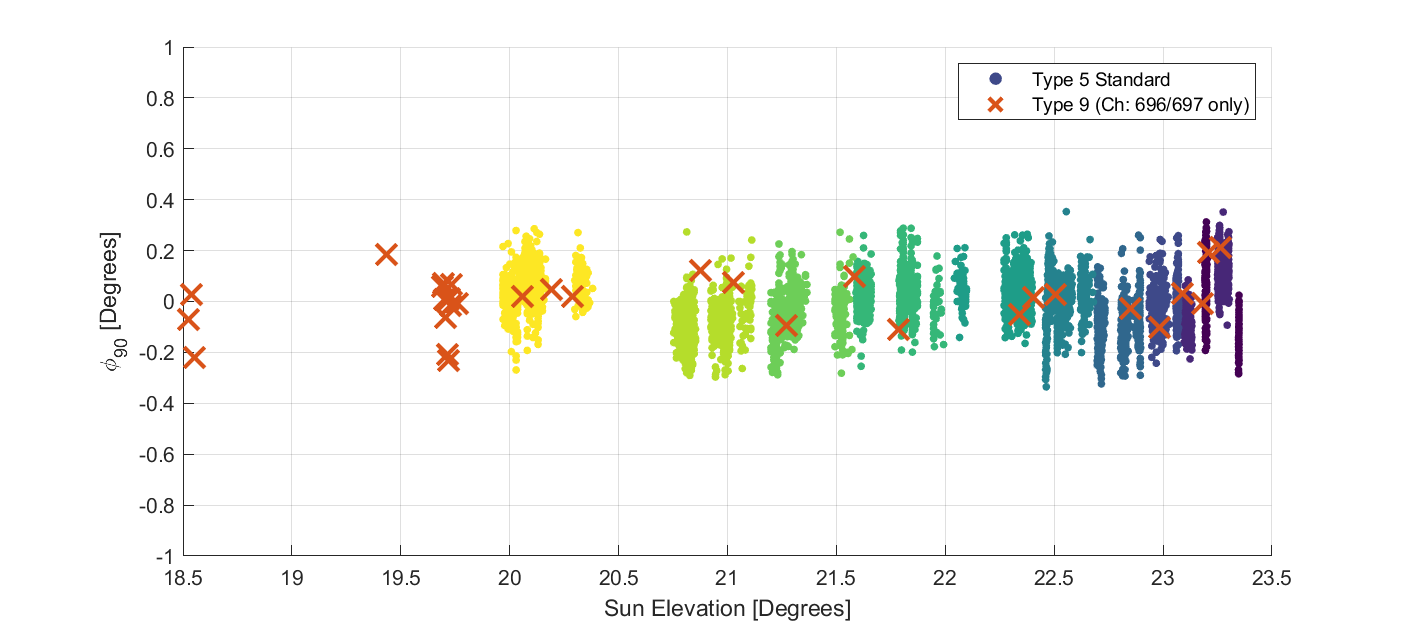 1
0.8
0.6
0.4
0.2
0
-0.2
-0.4
-0.6
-0.8
-1
ϕ90 [Degrees]
Type 5 Standard
Type 9 (Ch: 696/697 only)
18.5 19 19.5 20 20.5 21 21.5 22 22.5 23 23.5
Sun Elevation [Degrees]